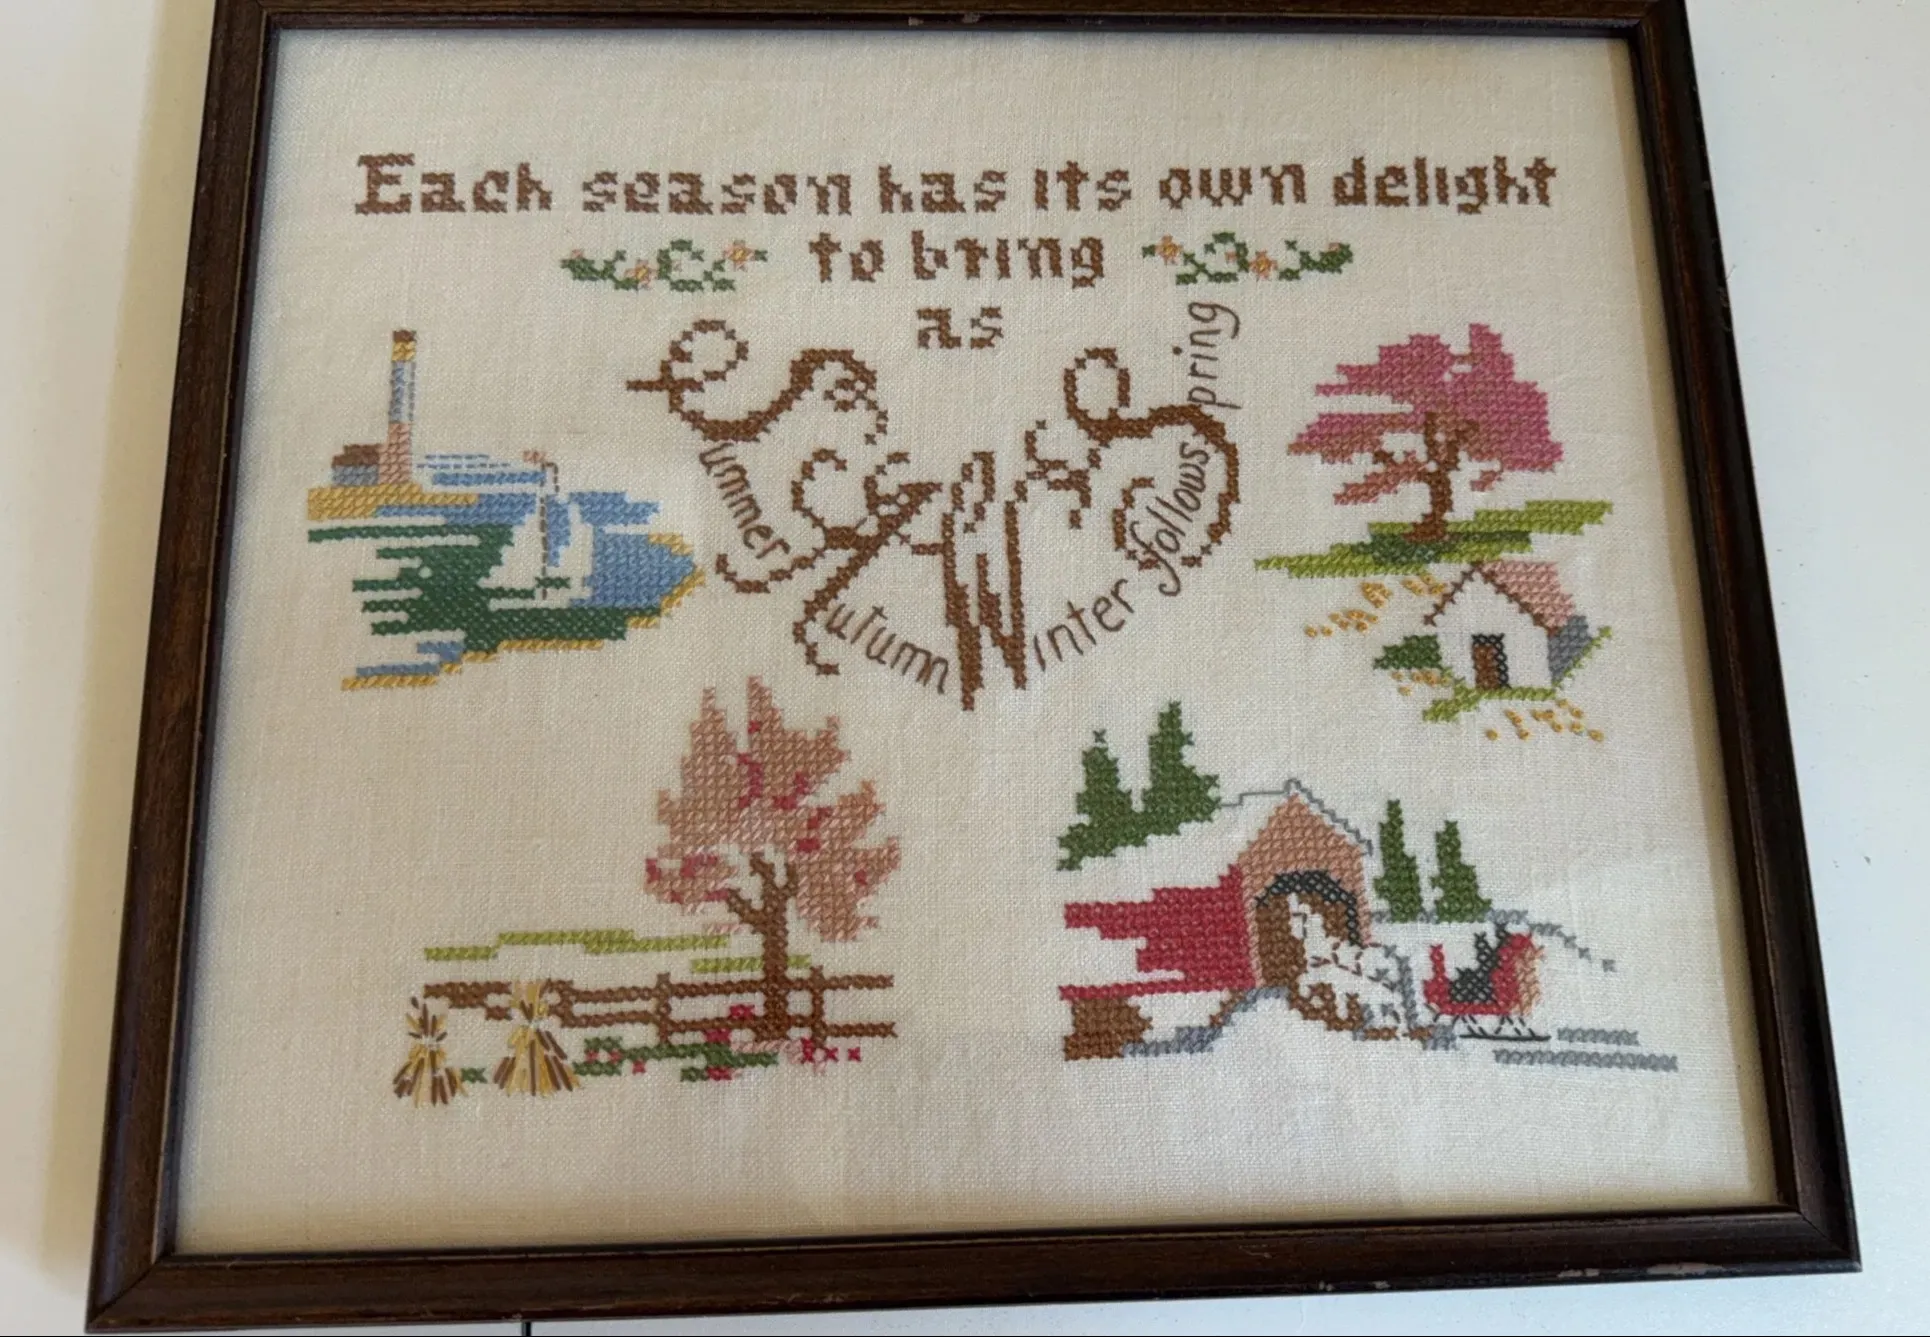 Each season has its own delight
to bring
as
Summer
Autumn
Winter
follows
Spring